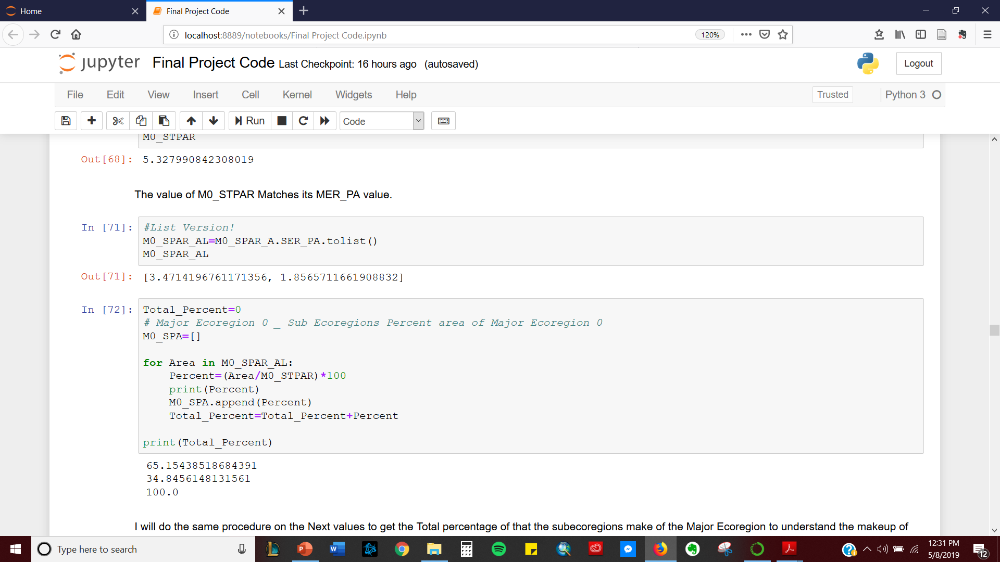 Home
Final Project Code
localhost:8889/notebooks/Final Project Code.ipynb
120%
jupyter
Final Project Code Last Checkpoint: 16 hours ago (autosaved)
Logout
File Edit View Insert Cell Kernel Widgets Help
Trusted
Python 3
Run
Code
M0_STPAR
Out[68]: 5.327990842308019
The value of M0_STPAR Matches its MER_PA value.
In [71]: #List Version!
M0_SPAR_AL=M0_SPAR_A.SER_PA.tolist()
M0_SPAR_AL
Out[71]: [3.4714196761171356, 1.8565711661908832]
In [72]: Total_Percent=0
# Major Ecoregion 0 _ Sub Ecoregions Percent area of Major Ecoregion 0
M0_SPA=[]
for Area in M0_SPAR_AL:
    Percent=(Area/M0_STPAR)*100
    print(Percent)
    M0_SPA.append(Percent)
    Total_Percent=Total_Percent+Percent
print(Total_Percent)
65.15438518684391
34.8456148131561
100.0
I will do the same procedure on the Next values to get the Total percentage of that the subecoregions make of the Major Ecoregion to understand the makeup of
Type here to search
12:31 PM
5/8/2019
12